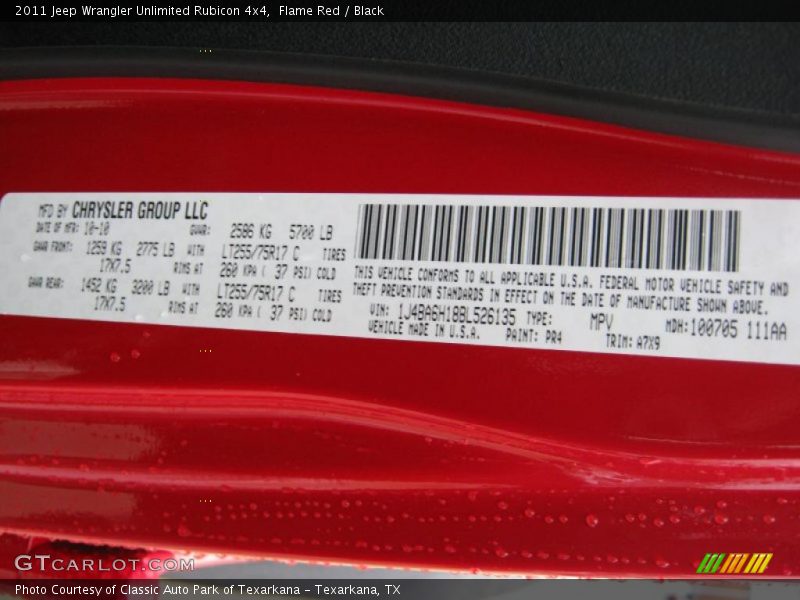 2011 Jeep Wrangler Unlimited Rubicon 4x4,  Flame Red / Black
MFD BY CHRYSLER GROUP LLC
DATE OF MFR: 10-10 GVWR: 2586 KG 5700 LB
GAWR FRONT: 1259 KG 2775 LB WITH LT255/75R17 C TIRES
17X7.5 RIMS AT 260 KPA ( 37 PSI) COLD
GAWR REAR: 1452 KG 3200 LB WITH LT255/75R17 C TIRES
17X7.5 RIMS AT 260 KPA ( 37 PSI) COLD
THIS VEHICLE CONFORMS TO ALL APPLICABLE U.S.A. FEDERAL MOTOR VEHICLE SAFETY AND
THEFT PREVENTION STANDARDS IN EFFECT ON THE DATE OF MANUFACTURE SHOWN ABOVE.
VIN: 1J4BA6H18BL526135 TYPE: MPV MDH:100705 111AA
VEHICLE MADE IN U.S.A. PAINT: PR4 TRIM: A7X9
GTcarlot.com
Photo Courtesy of Classic Auto Park of Texarkana - Texarkana, TX